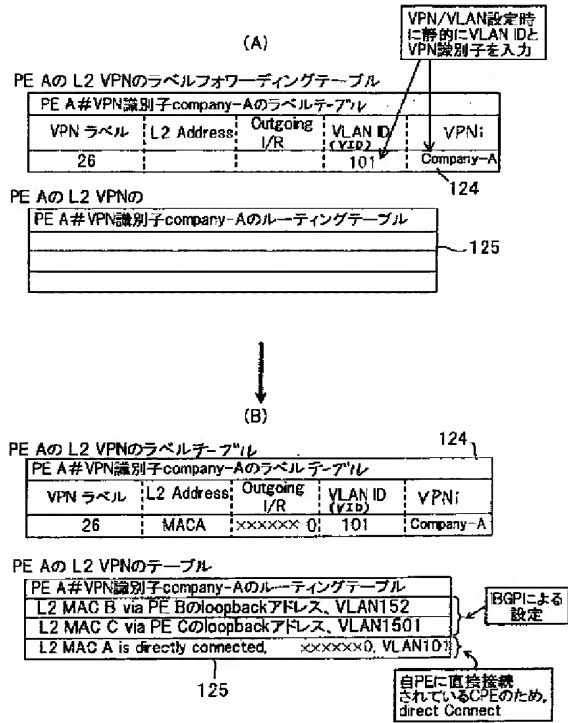 VPN/VLAN設定時
に静的にVLAN IDと
VPN識別子を入力
(A)
PE AのL2 VPNのラベルフォワーディングテーブル
PE A#VPN識別子company-Aのラベルテーブル
VPN ラベル L2 Address Outgoing I/R VLAN ID (VID) VPNi
26 101 Company-A
124
PE AのL2 VPNの
PE A#VPN識別子company-Aのルーティングテーブル
125
(B)
PE AのL2 VPNのラベルテーブル
124
PE A#VPN識別子company-Aのラベルテーブル
VPN ラベル L2 Address Outgoing I/R VLAN ID (VID) VPNi
26 MACA ×××××× 0 101 Company-A
PE AのL2 VPNのテーブル
PE A#VPN識別子company-Aのルーティングテーブル
L2 MAC B via PE Bのloopbackアドレス、VLAN152
L2 MAC C via PE Cのloopbackアドレス、VLAN1501
L2 MAC A is directly connected, ××××××0, VLAN101
iBGPによる
設定
125
自PEに直接接続
されているCPEのため,
direct Connect